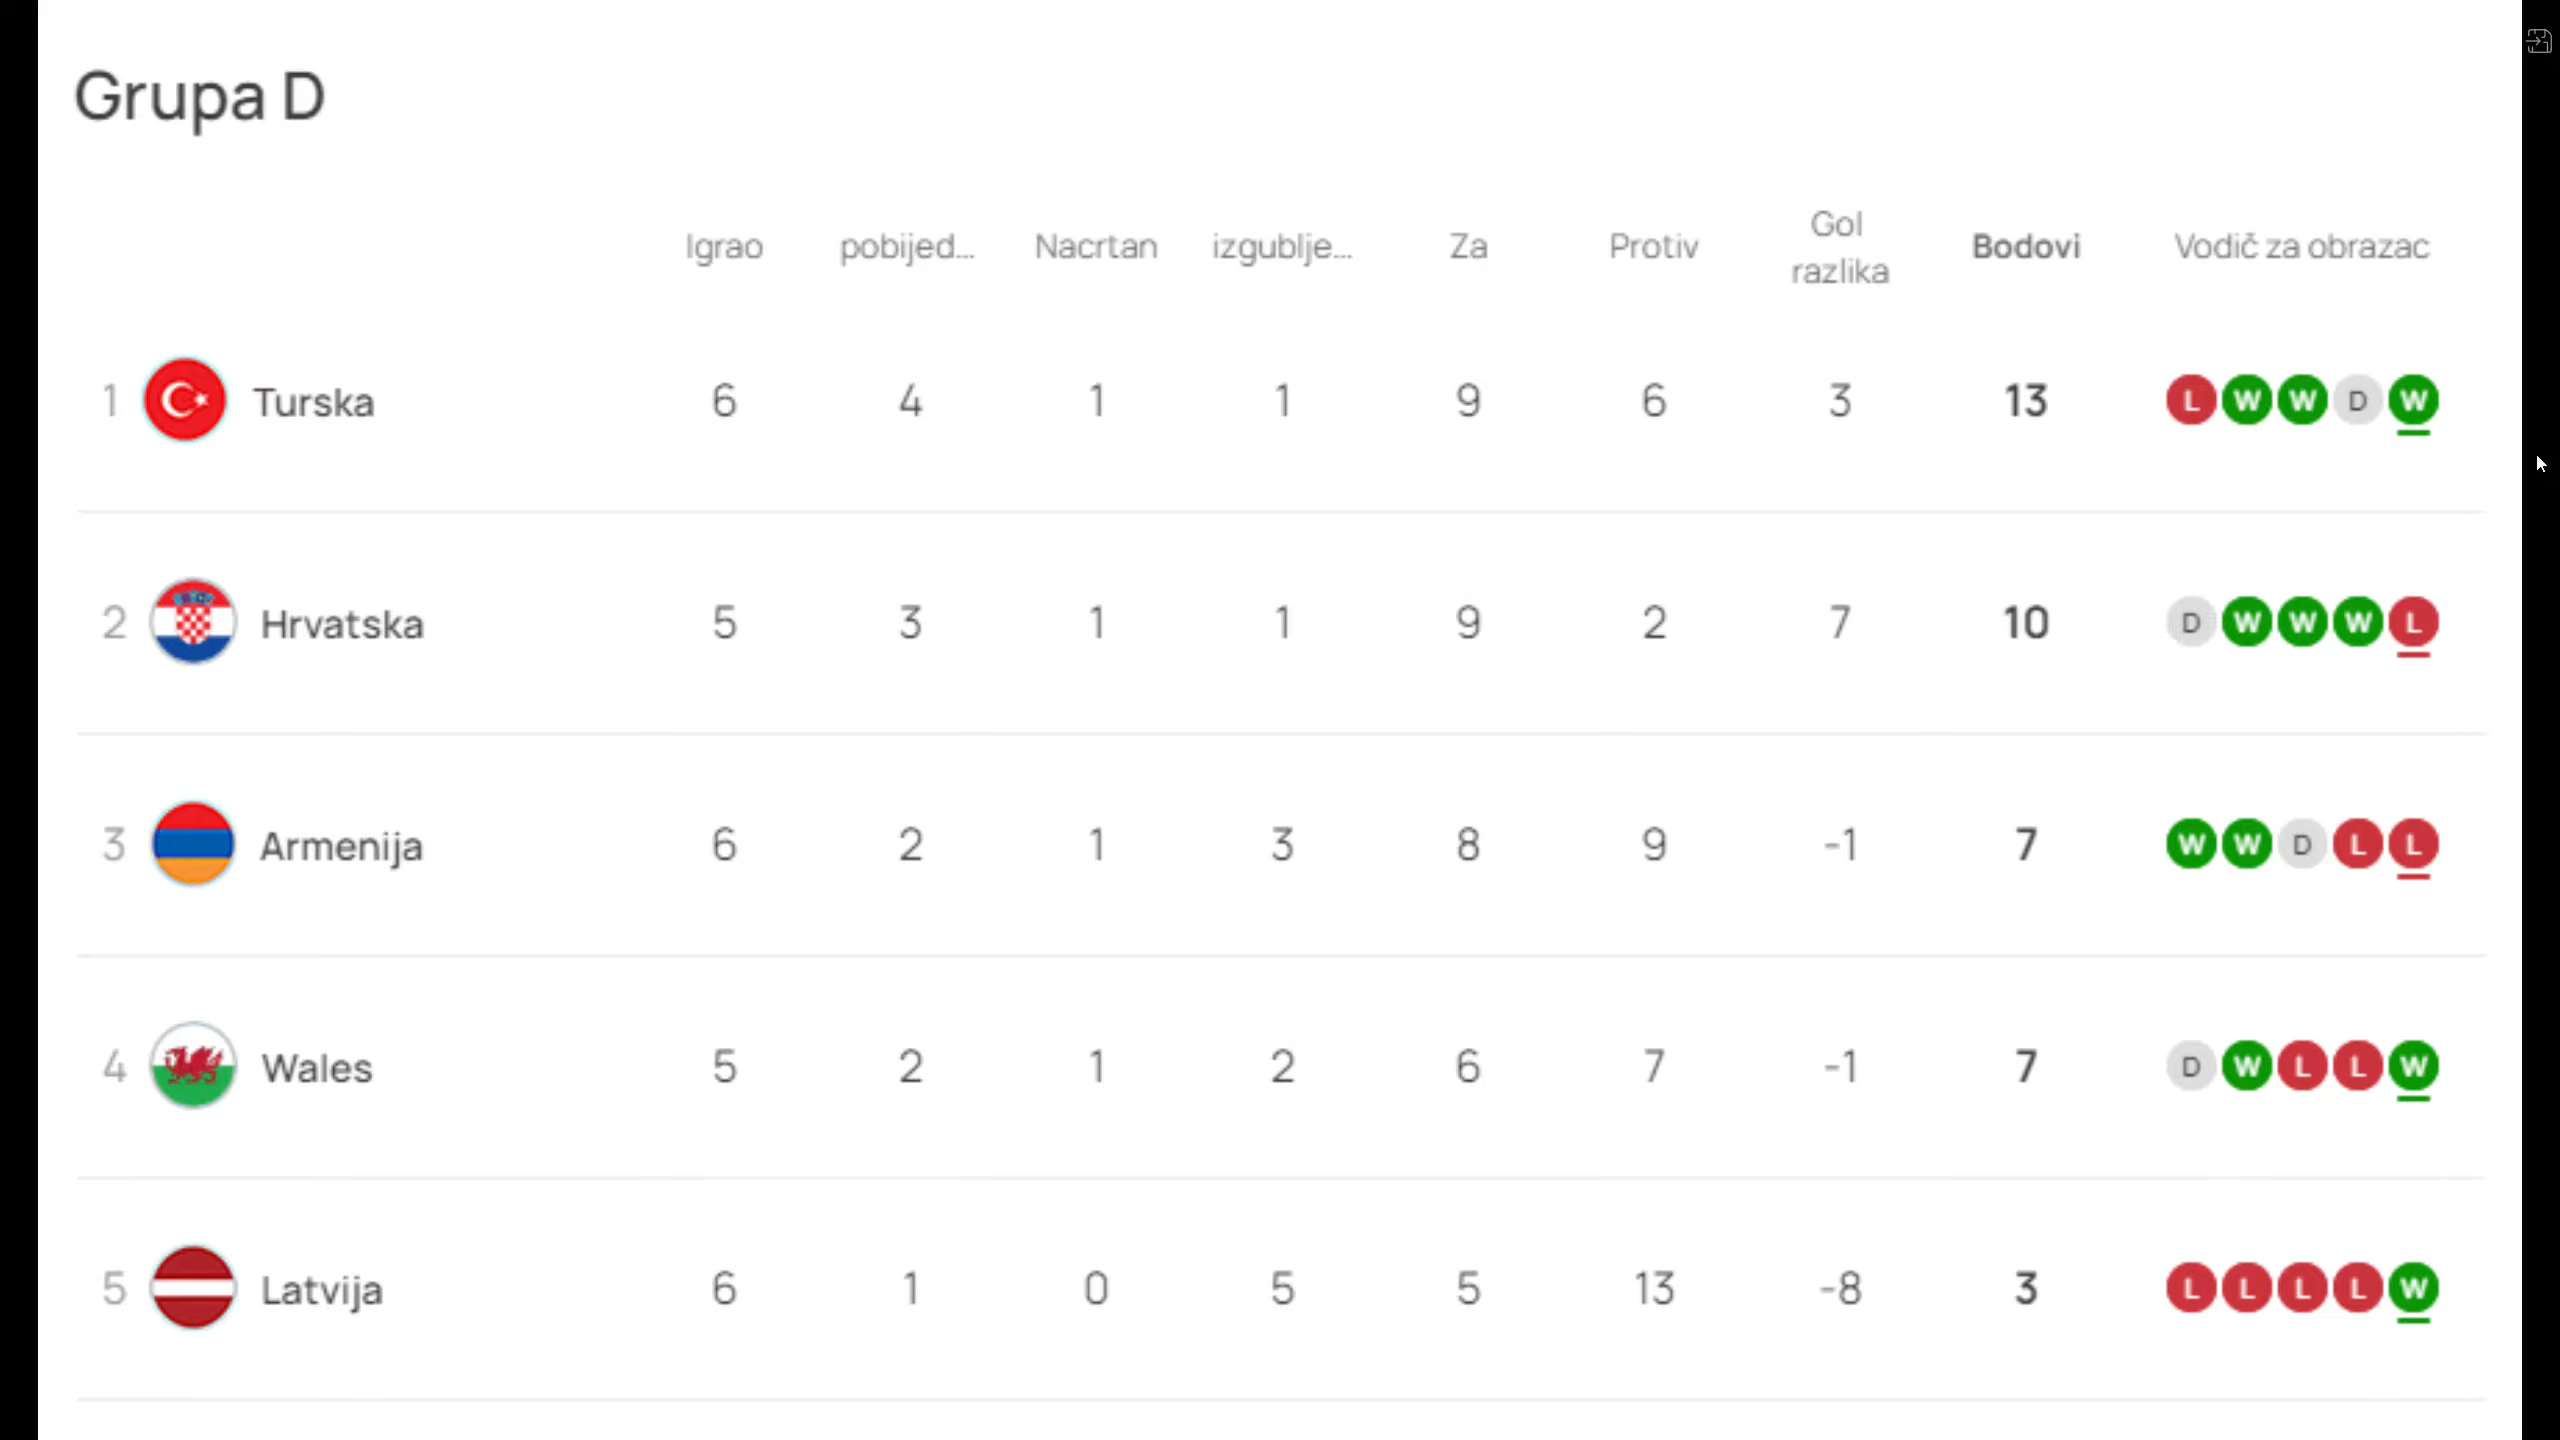 Grupa D
Igrao pobijed... Nacrtan izgublje... Za Protiv Gol razlika Bodovi Vodič za obrazac
1 Turska 6 4 1 1 9 6 3 13 L W W D W
2 Hrvatska 5 3 1 1 9 2 7 10 D W W W L
3 Armenija 6 2 1 3 8 9 -1 7 W W D L L
4 Wales 5 2 1 2 6 7 -1 7 D W L L W
5 Latvija 6 1 0 5 5 13 -8 3 L L L L W